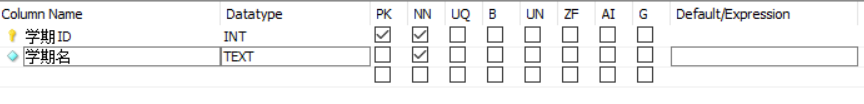 Column Name Datatype PK NN UQ B UN ZF AI G Default/Expression
学期ID INT
学期名 TEXT